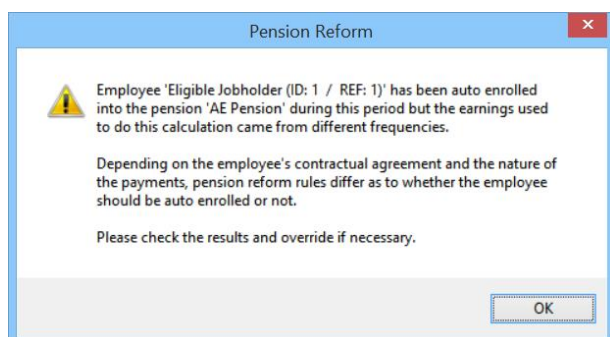 Pension Reform
Employee 'Eligible Jobholder (ID: 1 / REF: 1)' has been auto enrolled
into the pension 'AE Pension' during this period but the earnings used
to do this calculation came from different frequencies.
Depending on the employee's contractual agreement and the nature of
the payments, pension reform rules differ as to whether the employee
should be auto enrolled or not.
Please check the results and override if necessary.
OK